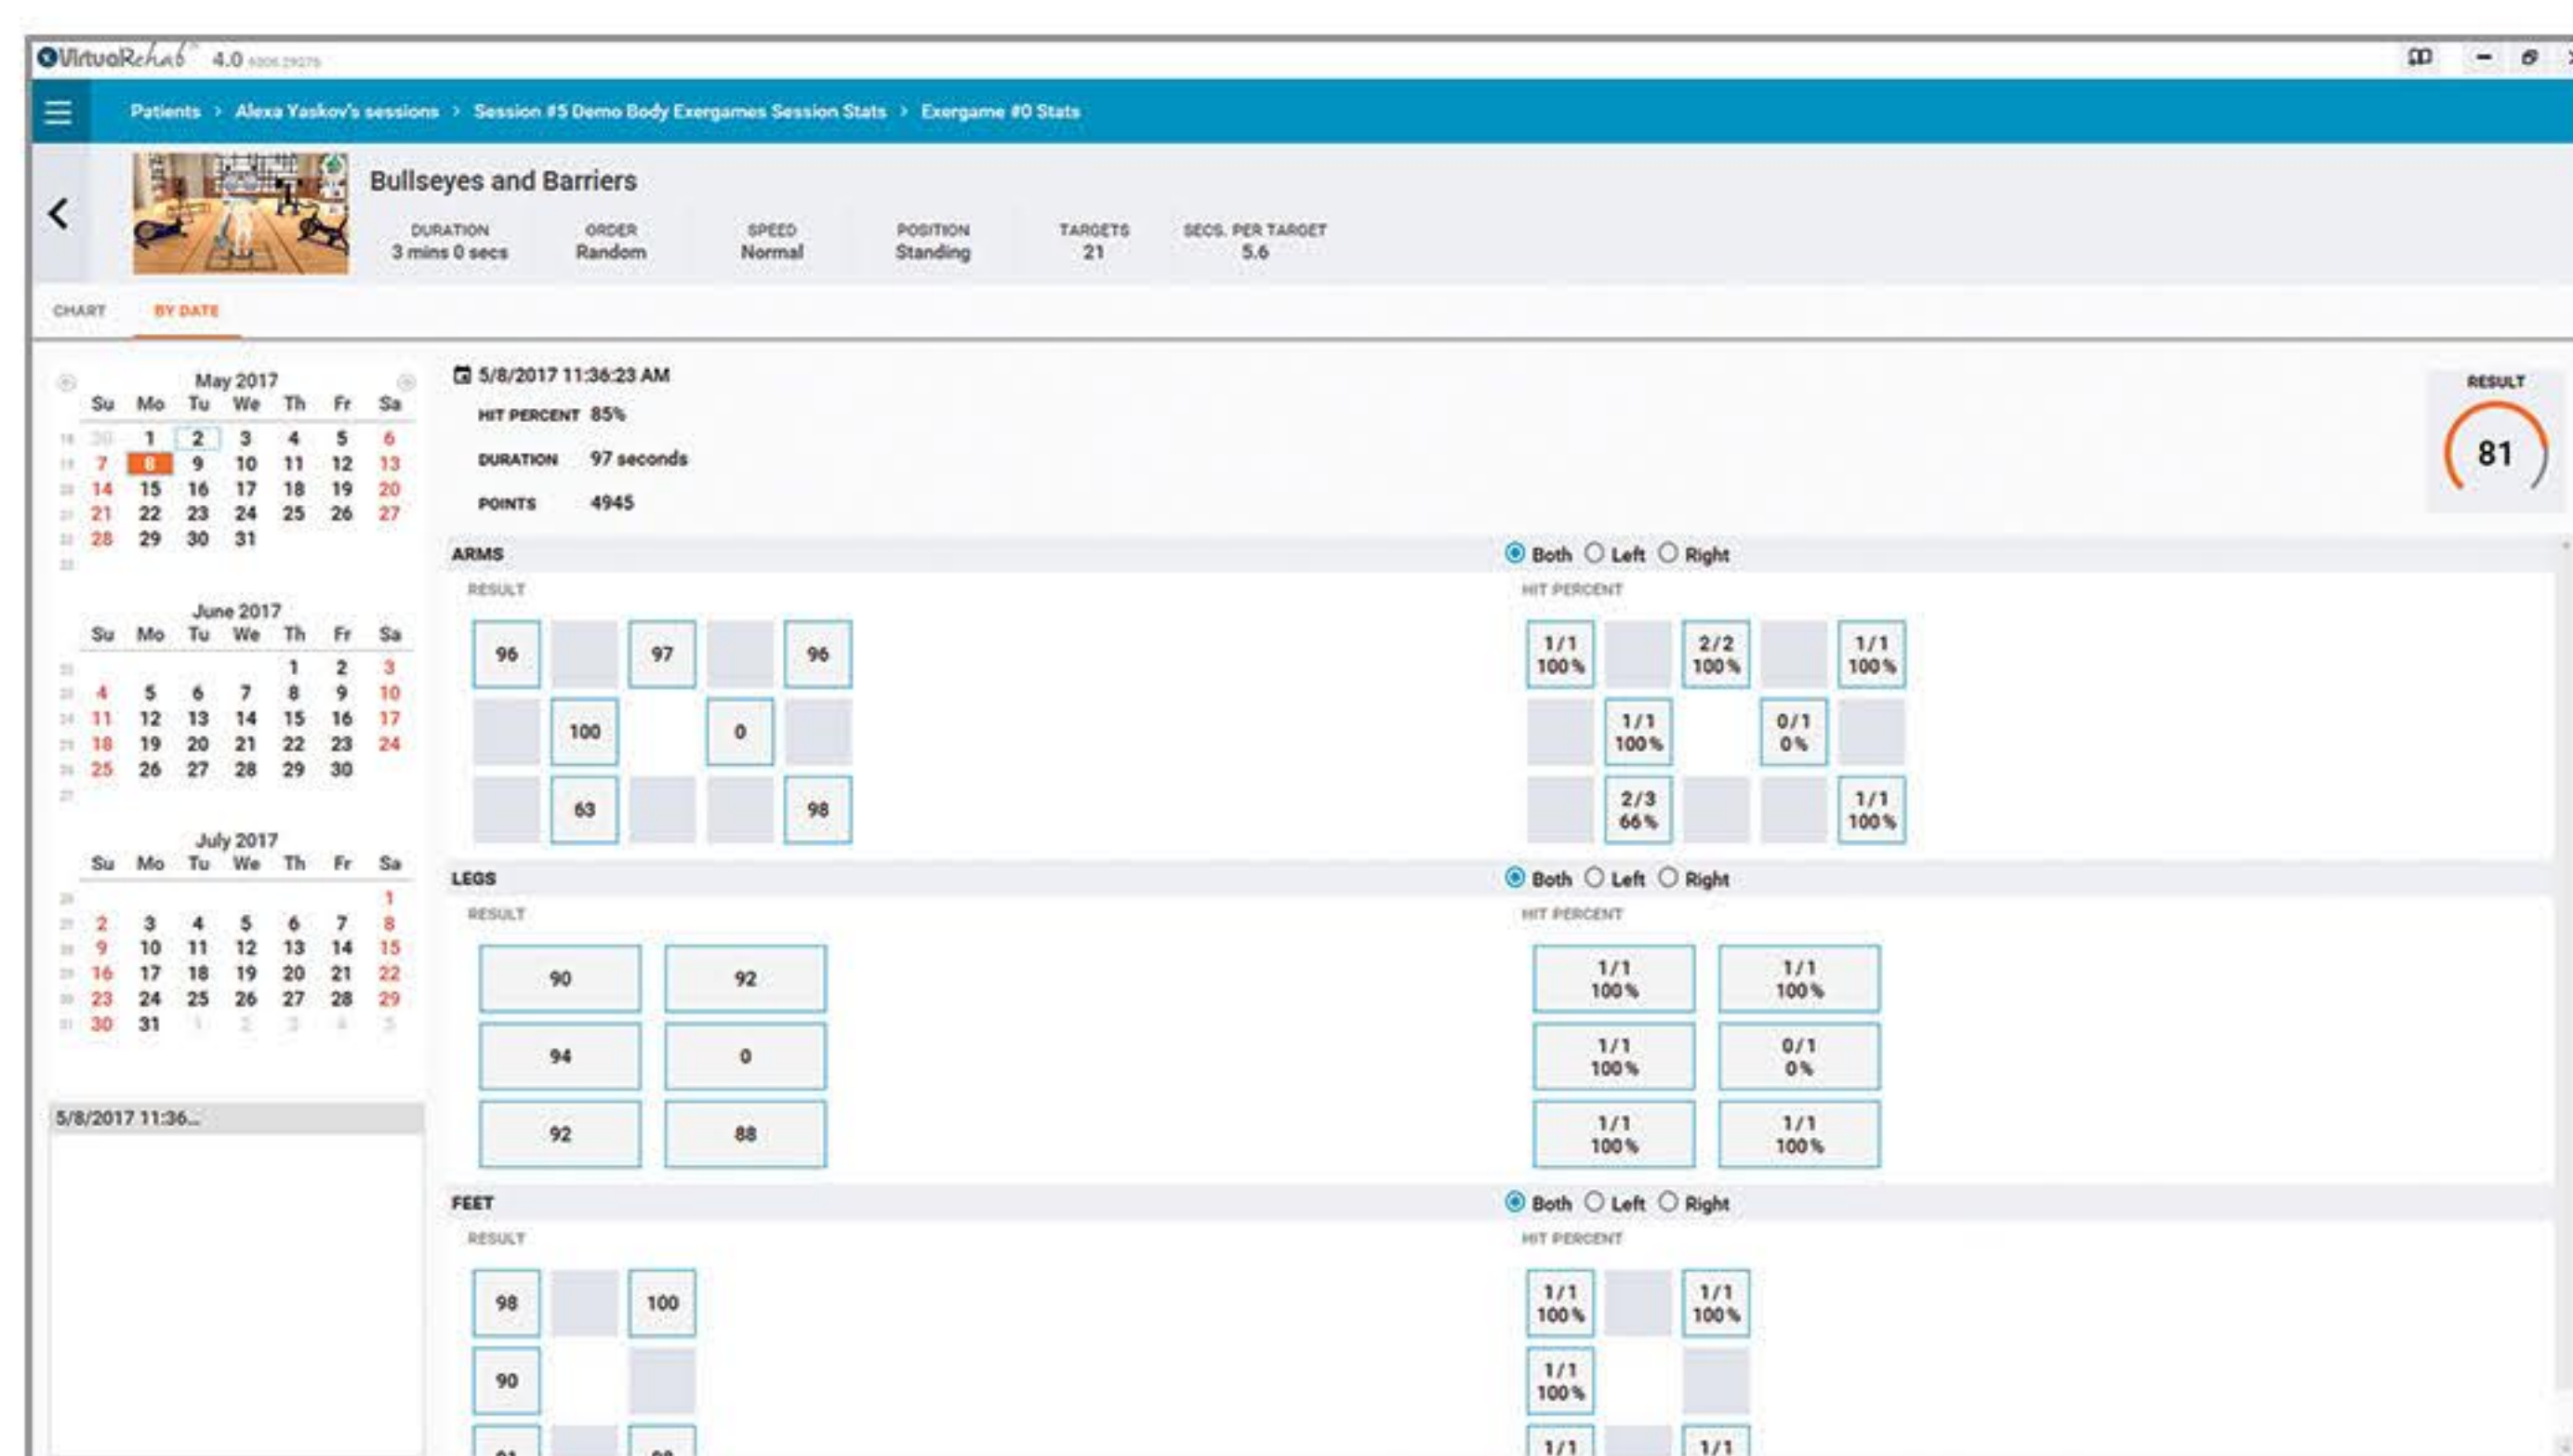 VirtuaRehab 4.0
Patients > Alexa Yaskov's sessions > Session #5 Demo Body Exergames Session Stats > Exergame #0 Stats
Bullseyes and Barriers
DURATION ORDER SPEED POSITION TARGETS SECS. PER TARGET
3 mins 0 secs Random Normal Standing 21 5.6
CHART BY DATE
May 2017
Su Mo Tu We Th Fr Sa
30 1 2 3 4 5 6
7 8 9 10 11 12 13
14 15 16 17 18 19 20
21 22 23 24 25 26 27
28 29 30 31
June 2017
Su Mo Tu We Th Fr Sa
1 2 3
4 5 6 7 8 9 10
11 12 13 14 15 16 17
18 19 20 21 22 23 24
25 26 27 28 29 30
July 2017
Su Mo Tu We Th Fr Sa
1
2 3 4 5 6 7 8
9 10 11 12 13 14 15
16 17 18 19 20 21 22
23 24 25 26 27 28 29
30 31 1 2 3 4 5
5/8/2017 11:36...
5/8/2017 11:36:23 AM
HIT PERCENT 85%
DURATION 97 seconds
POINTS 4945
RESULT
81
ARMS
Both Left Right
RESULT
96 97 96
100 0
63 98
HIT PERCENT
1/1 2/2 1/1
100% 100% 100%
1/1 0/1
100% 0%
2/3 1/1
66% 100%
LEGS
Both Left Right
RESULT
90 92
94 0
92 88
HIT PERCENT
1/1 1/1
100% 100%
1/1 0/1
100% 0%
1/1 1/1
100% 100%
FEET
Both Left Right
RESULT
98 100
90
HIT PERCENT
1/1 1/1
100% 100%
1/1
100%
1/1 1/1